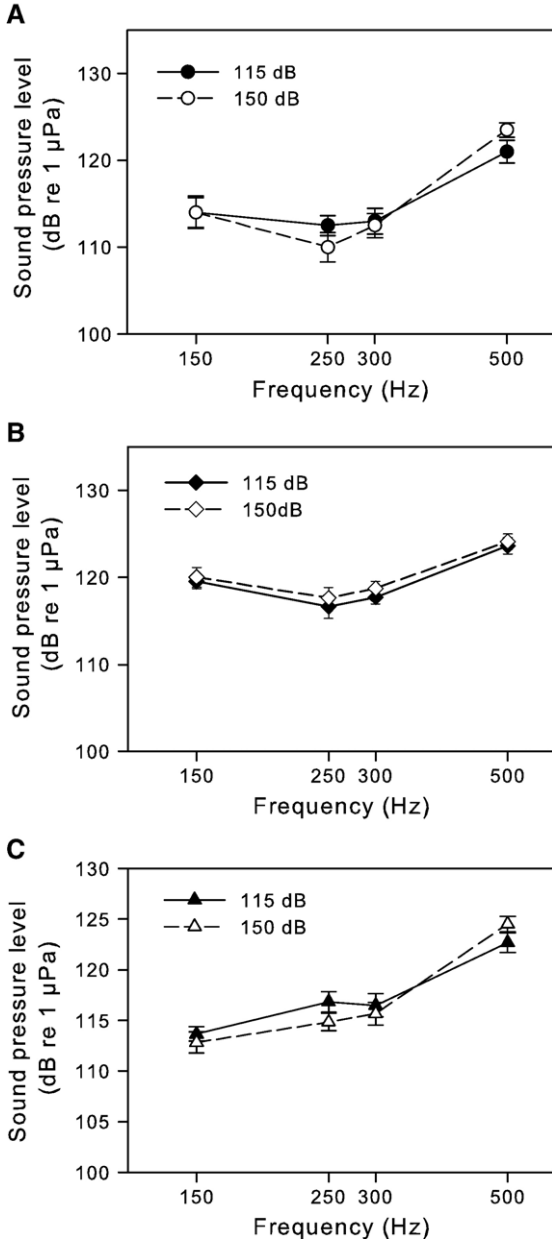 A
Sound pressure level
(dB re 1 μPa)
130
120
110
100
115 dB
150 dB
150
250
300
500
Frequency (Hz)
B
Sound pressure level
(dB re 1 μPa)
130
120
110
100
115 dB
150dB
150
250
300
500
Frequency (Hz)
C
Sound pressure level
(dB re 1 μPa)
130
125
120
115
110
105
100
115 dB
150 dB
150
250
300
500
Frequency (Hz)